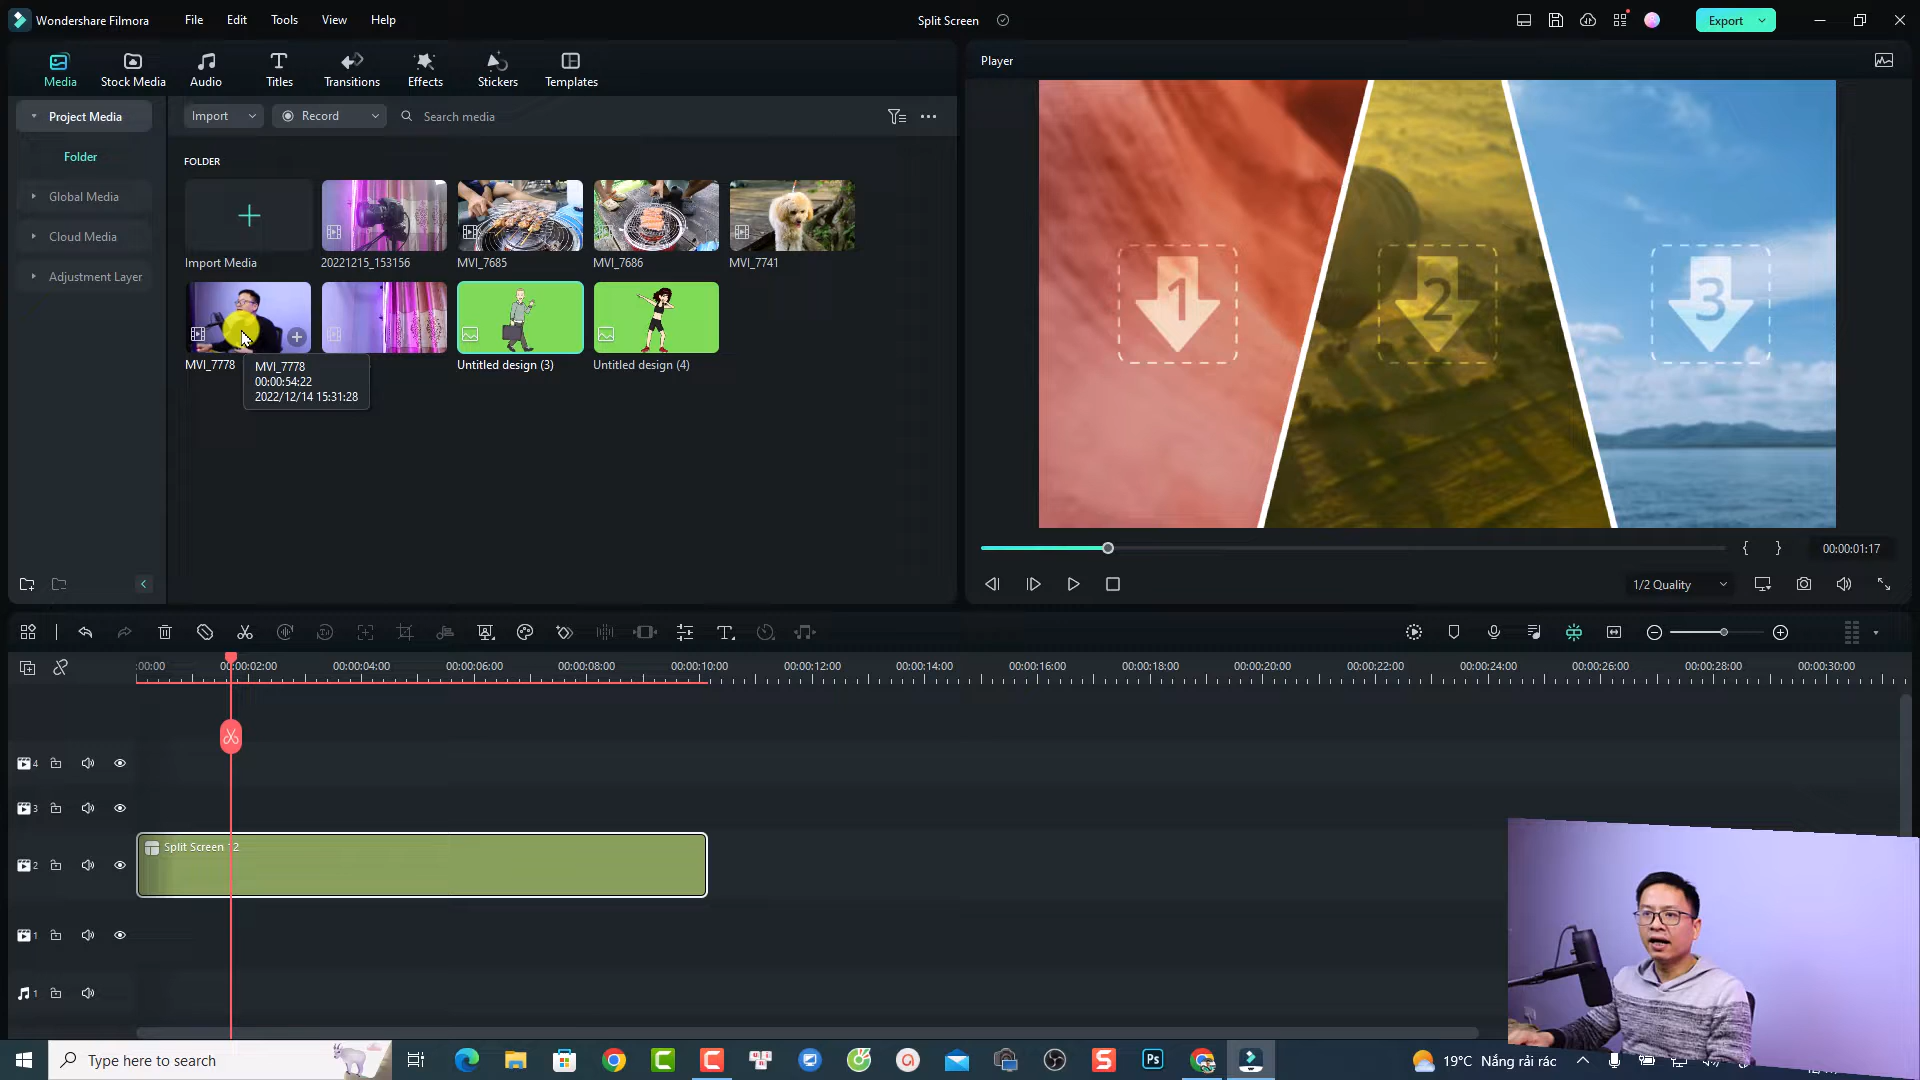 Wondershare Filmora
File
Edit
Tools
View
Help
Split Screen
Export
Media
Stock Media
Audio
Titles
Transitions
Effects
Stickers
Templates
Player
Project Media
Import
Record
Search media
Folder
FOLDER
Global Media
Cloud Media
Adjustment Layer
Import Media
20221215_153156
MVI_7685
MVI_7686
MVI_7741
MVI_7778
Untitled design (3)
Untitled design (4)
MVI_7778
00:00:54:22
2022/12/14 15:31:28
1
2
3
{ }
00:00:01:17
1/2 Quality
:00:00
00:00:02:00
00:00:04:00
00:00:06:00
00:00:08:00
00:00:10:00
00:00:12:00
00:00:14:00
00:00:16:00
00:00:18:00
00:00:20:00
00:00:22:00
00:00:24:00
00:00:26:00
00:00:28:00
00:00:30:00
4
3
2
Split Screen 12
1
1
Type here to search
Ps
19°C Nắng rải rác